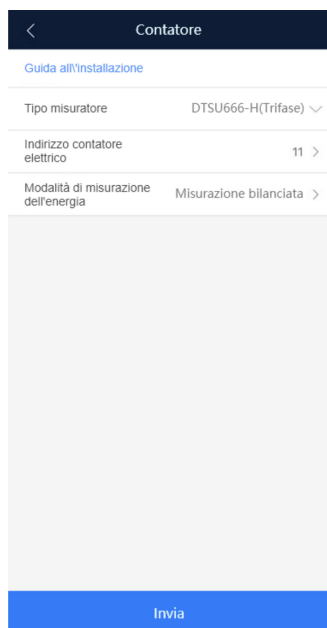 Contatore
Guida all\'installazione
Tipo misuratore DTSU666-H(Trifase)
Indirizzo contatore
elettrico
11
Modalità di misurazione
dell'energia
Misurazione bilanciata
Invia